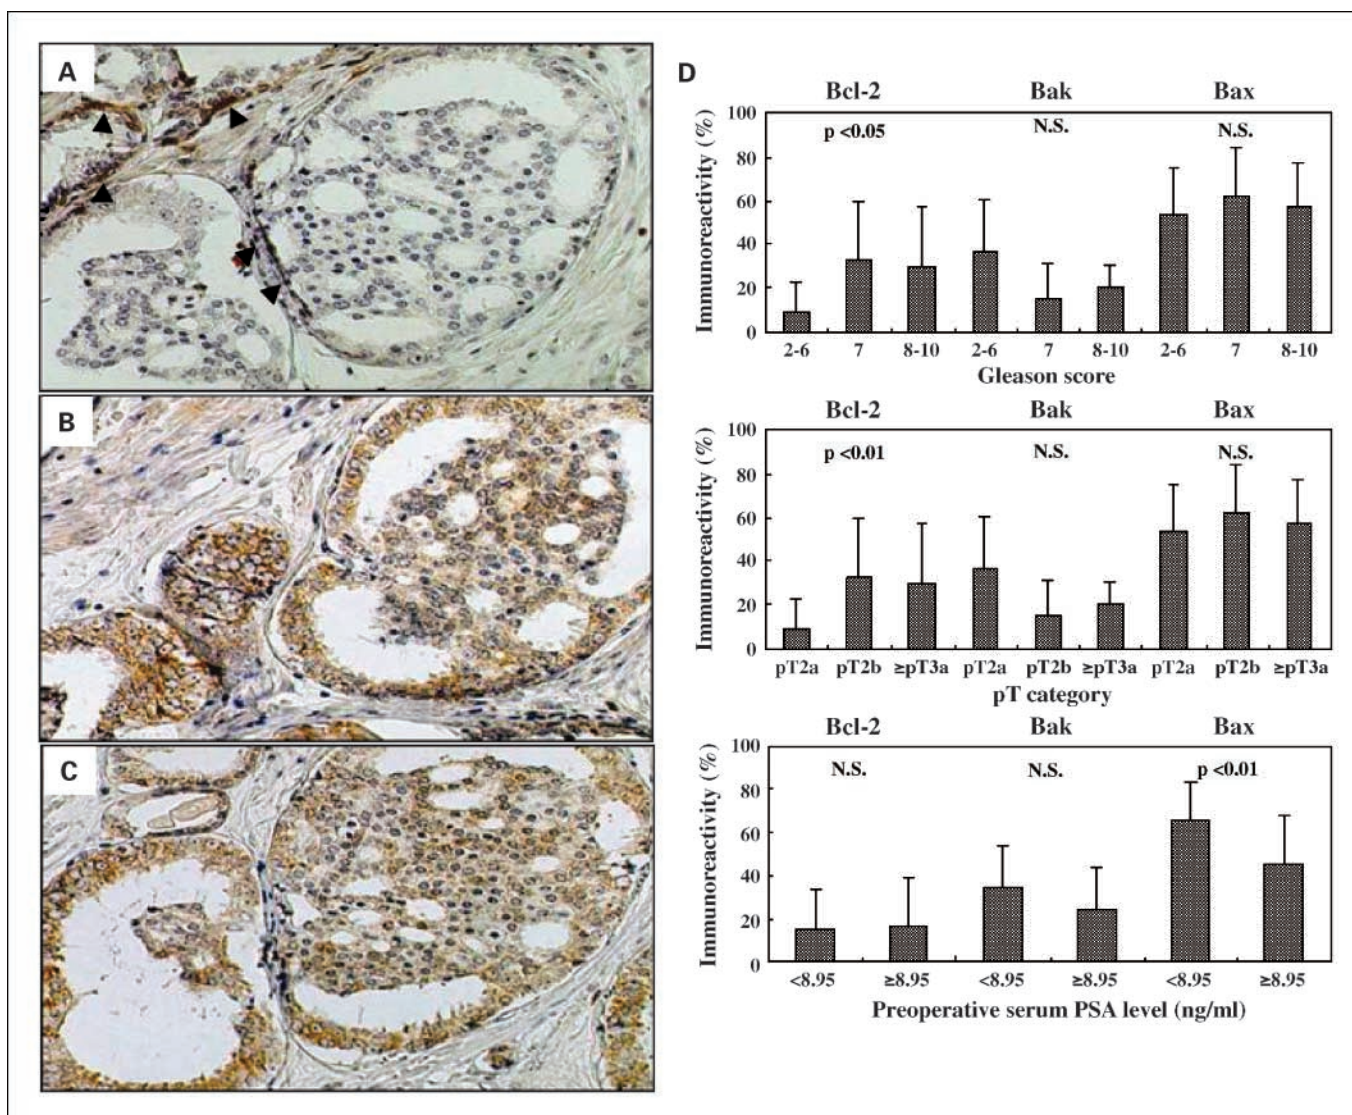 A
B
C
D
Bcl-2 Bak Bax
p <0.05 N.S. N.S.
Immunoreactivity (%)
100
80
60
40
20
0
2-6 7 8-10 2-6 7 8-10 2-6 7 8-10
Gleason score
Bcl-2 Bak Bax
p <0.01 N.S. N.S.
Immunoreactivity (%)
100
80
60
40
20
0
pT2a pT2b ≥pT3a pT2a pT2b ≥pT3a pT2a pT2b ≥pT3a
pT category
Bcl-2 Bak Bax
N.S. N.S. p <0.01
Immunoreactivity (%)
100
80
60
40
20
0
<8.95 ≥8.95 <8.95 ≥8.95 <8.95 ≥8.95
Preoperative serum PSA level (ng/ml)